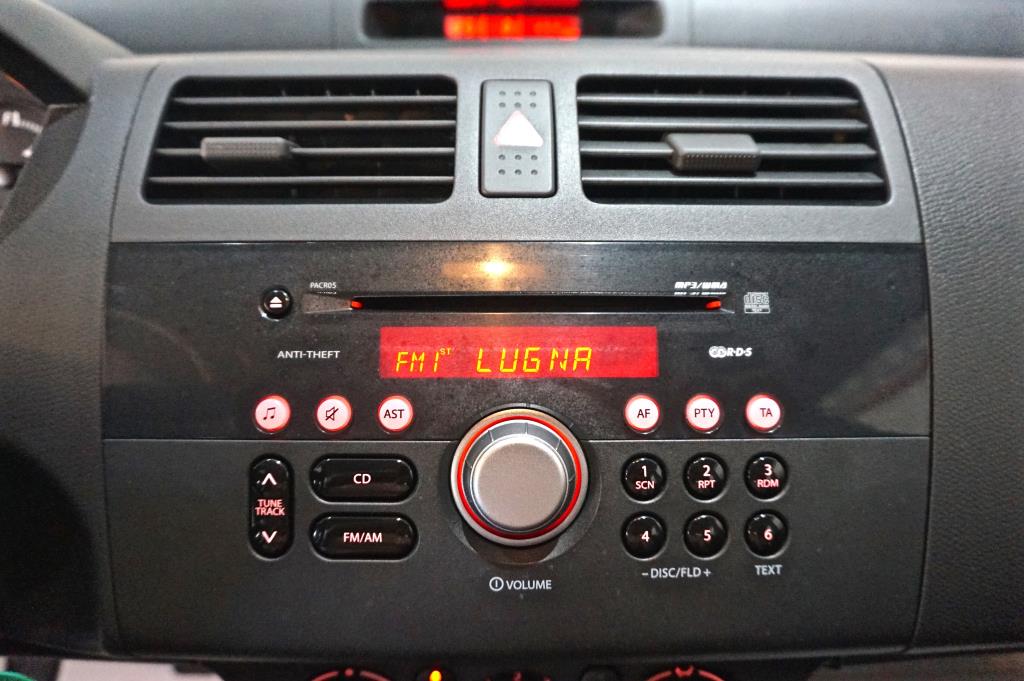 PACR05
MP3/WMA
disc
ANTI-THEFT
FM1 ST LUGNA
R·D·S
AST
AF
PTY
TA
TUNE
TRACK
CD
FM/AM
VOLUME
1
SCN
2
RPT
3
RDM
4
5
6
- DISC/FLD +
TEXT